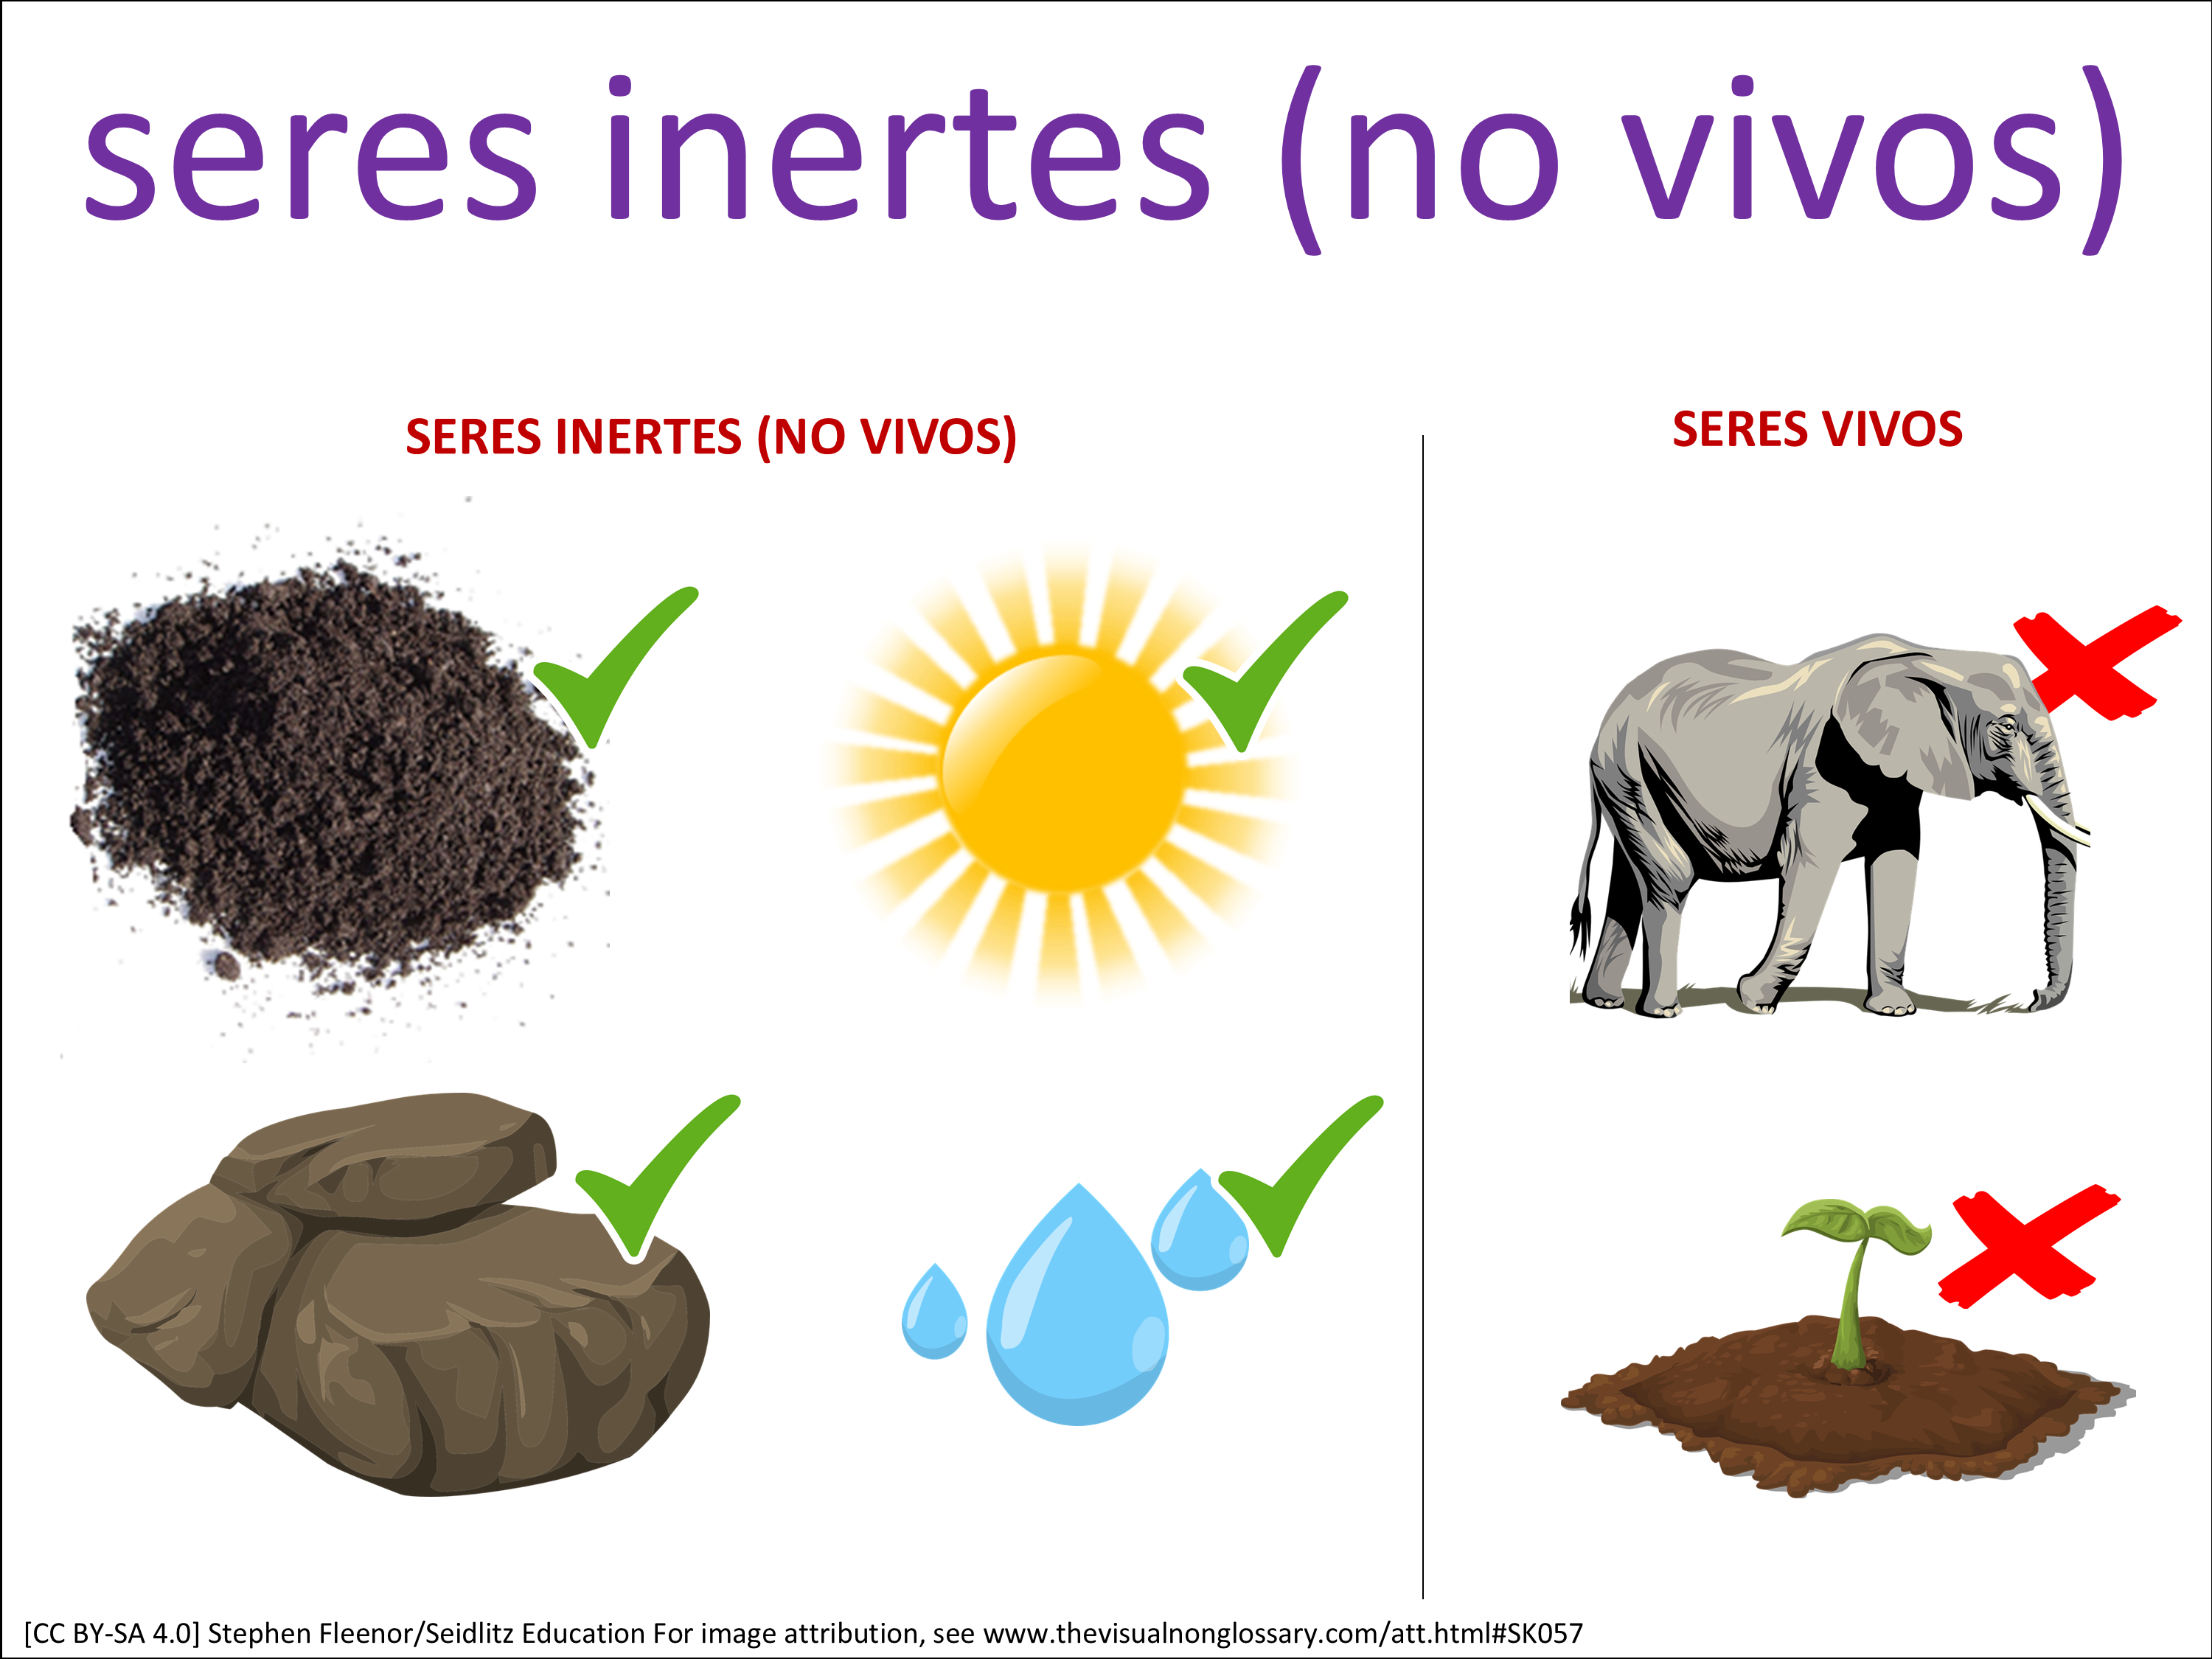 seres inertes (no vivos)
SERES INERTES (NO VIVOS)
SERES VIVOS
[CC BY-SA 4.0] Stephen Fleenor/Seidlitz Education For image attribution, see www.thevisualnonglossary.com/att.html#SK057